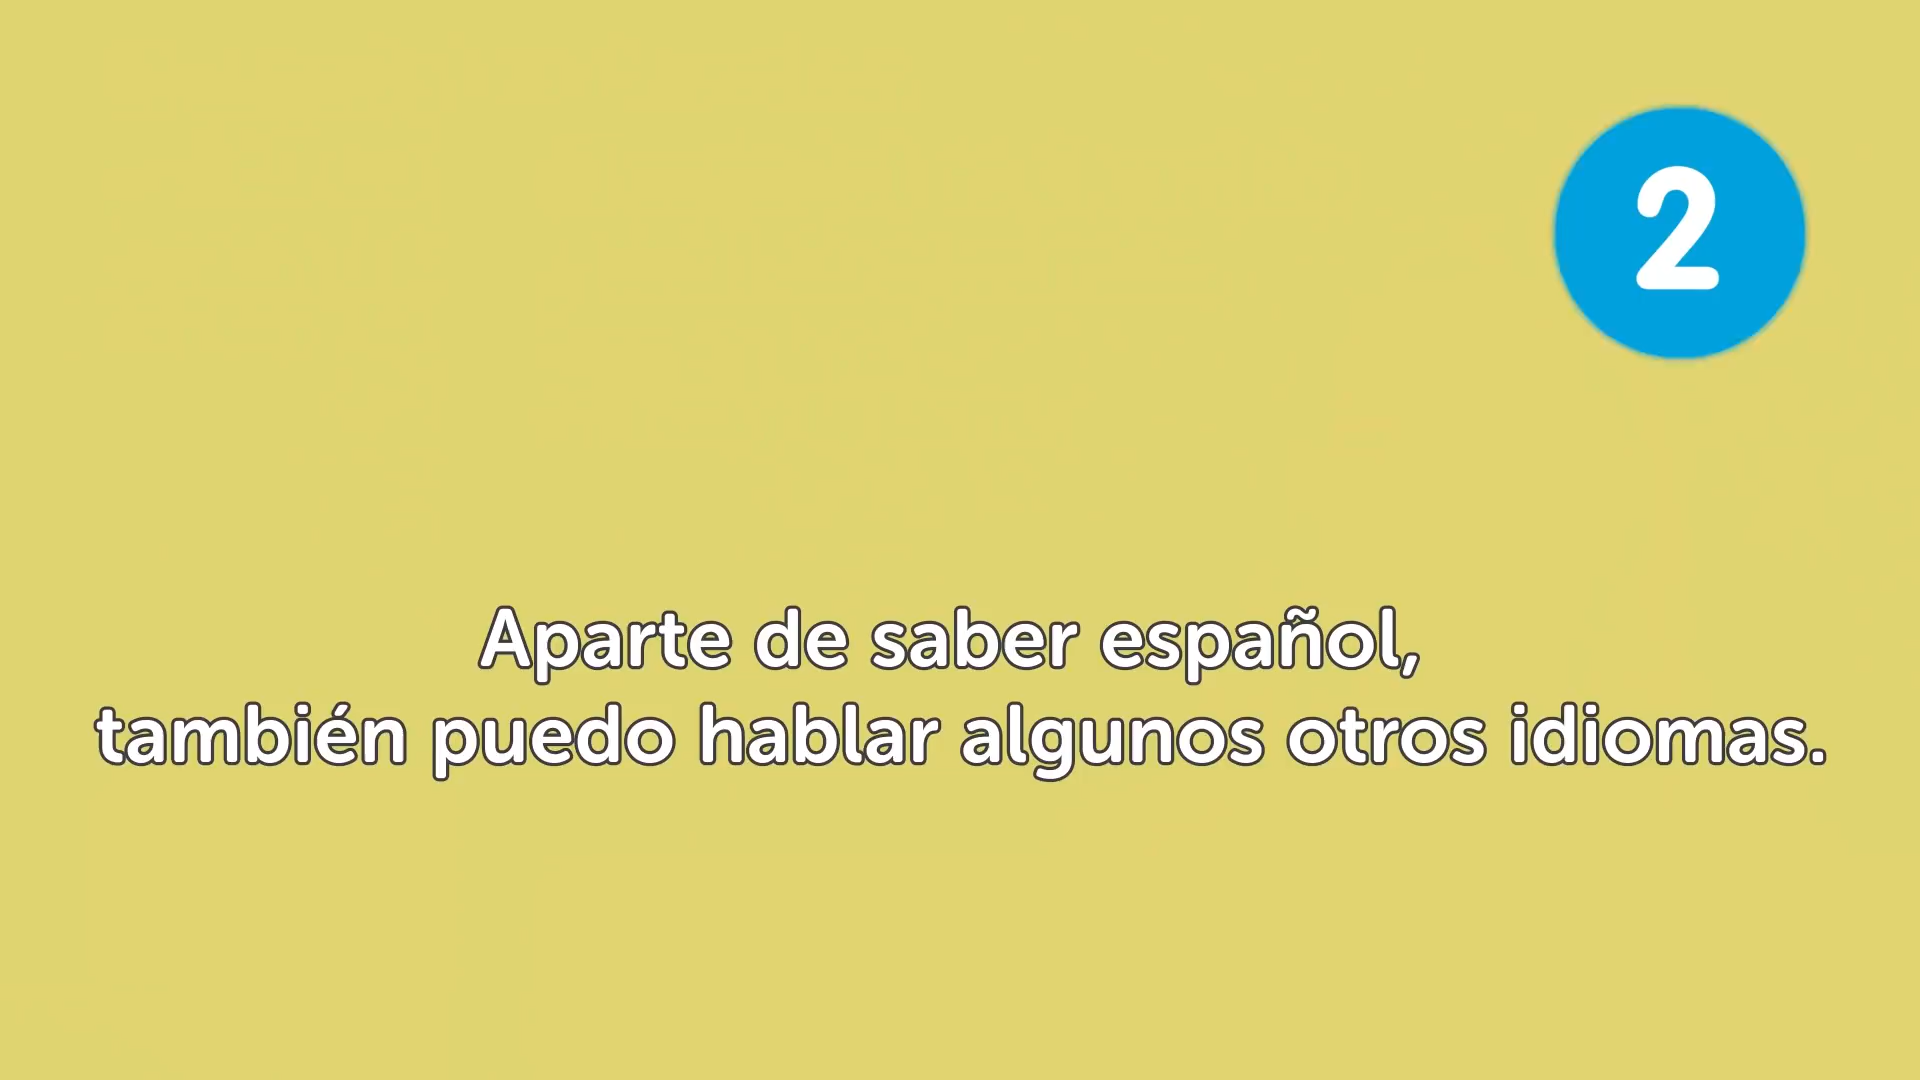 2
Aparte de saber español,
también puedo hablar algunos otros idiomas.